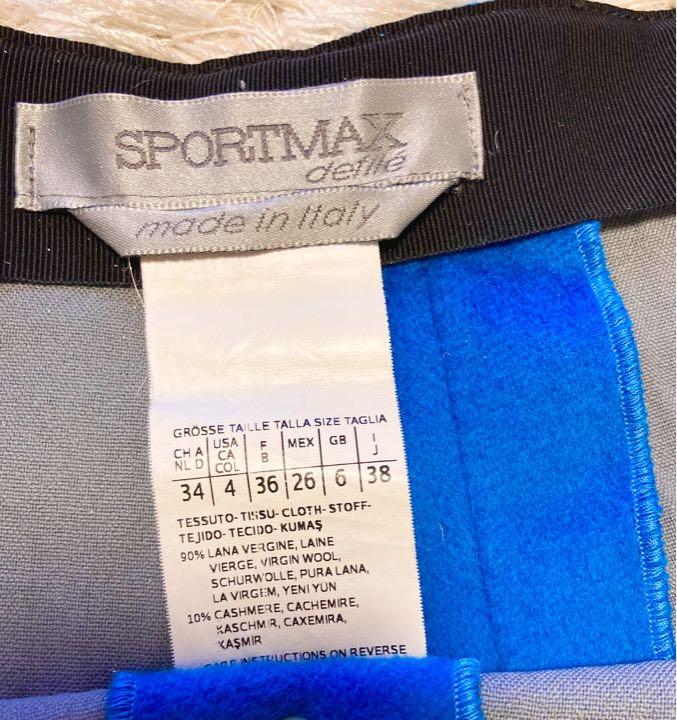 SPORTMAX
defilé
made in Italy
GRÖSSE TAILLE TALLA SIZE TAGLIA
CH A NL D | USA CA COL | F B | MEX | GB | I J
34 | 4 | 36 | 26 | 6 | 38
TESSUTO-TISSU-CLOTH-STOFF-
TEJIDO-TECIDO-KUMAŞ
90% LANA VERGINE, LAINE
VIERGE, VIRGIN WOOL,
SCHURWOLLE, PURA LANA,
LA VIRGEM, YENI YÜN
10% CASHMERE, CACHEMIRE,
KASCHMIR, CAXEMIRA,
KAŞMIR
CARE INSTRUCTIONS ON REVERSE